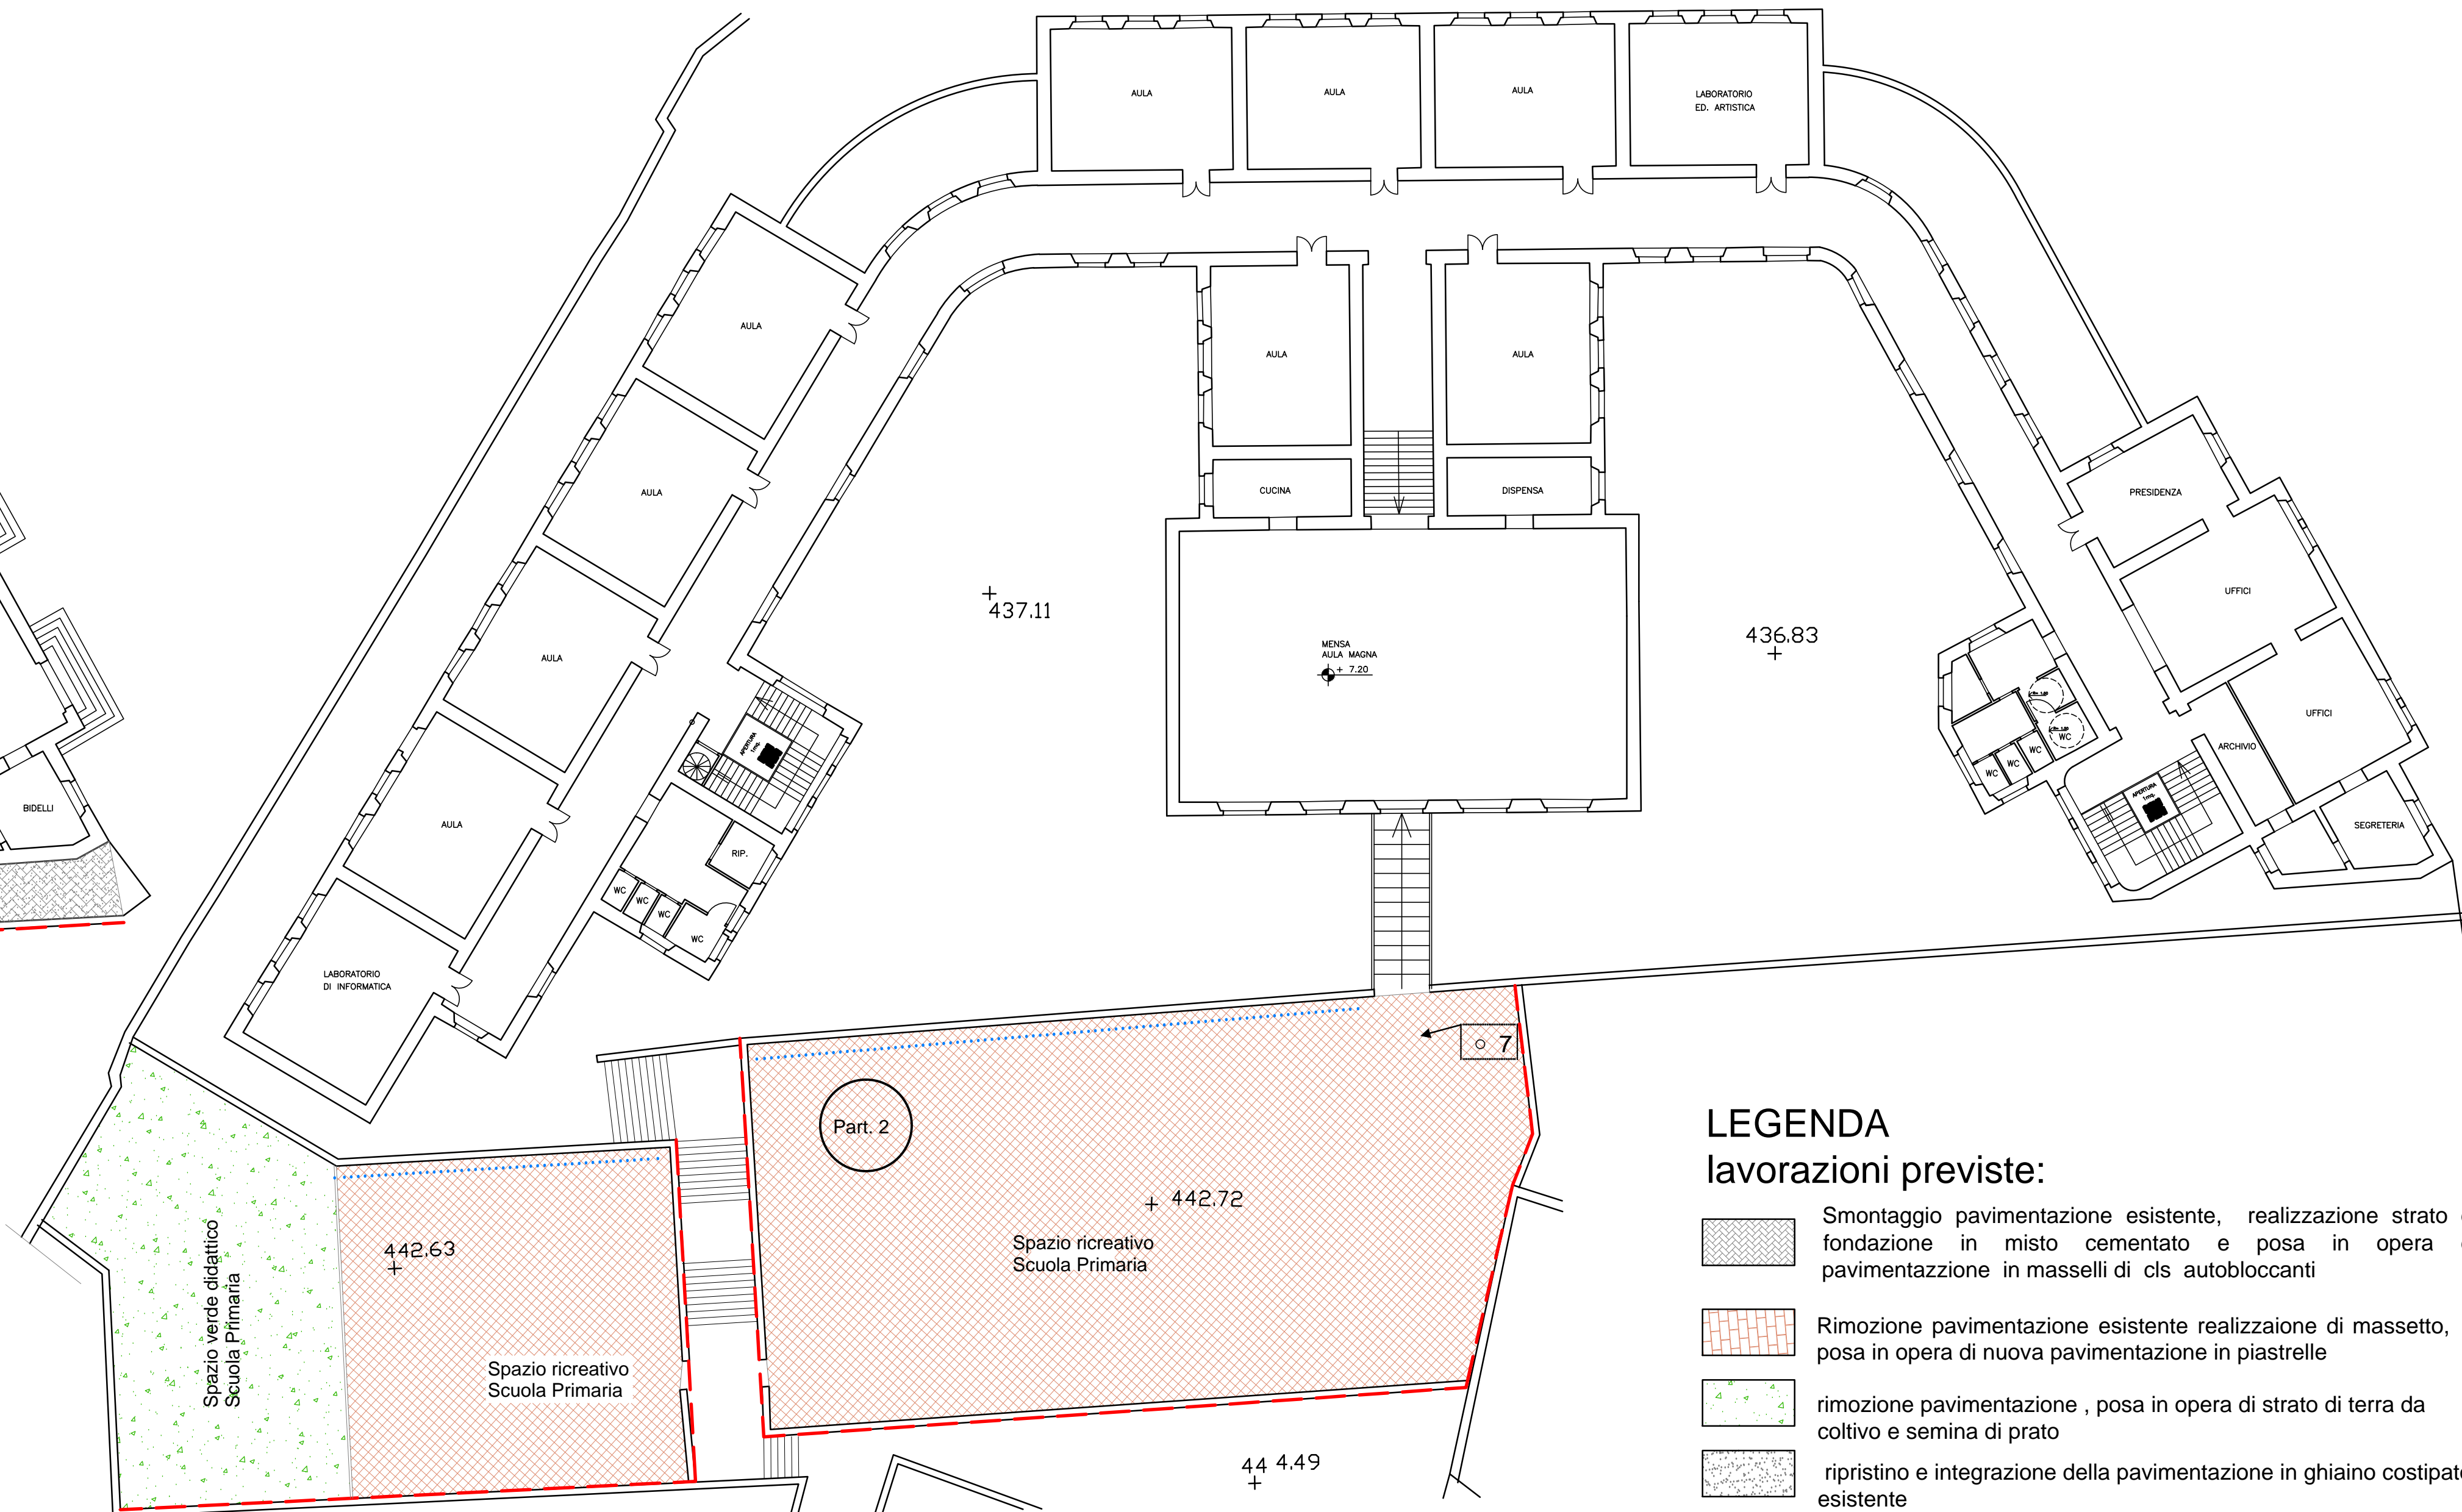 AULA
AULA
AULA
LABORATORIO
ED. ARTISTICA
AULA
AULA
AULA
AULA
AULA
AULA
CUCINA
DISPENSA
PRESIDENZA
UFFICI
UFFICI
ARCHIVIO
SEGRETERIA
437.11
MENSA
AULA MAGNA
+ 7.20
436.83
WC
WC
WC
WC
APERTURA
1mq.
APERTURA
1mq.
BIDELLI
RIP.
WC
WC
WC
WC
LABORATORIO
DI INFORMATICA
7
Part. 2
442.72
Spazio ricreativo
Scuola Primaria
442.63
Spazio ricreativo
Scuola Primaria
Spazio verde didattico
Scuola Primaria
44 4.49
LEGENDA
lavorazioni previste:
Smontaggio pavimentazione esistente, realizzazione strato
fondazione in misto cementato e posa in opera
pavimentazzione in masselli di cls autobloccanti
Rimozione pavimentazione esistente realizzaione di massetto,
posa in opera di nuova pavimentazione in piastrelle
rimozione pavimentazione , posa in opera di strato di terra da
coltivo e semina di prato
ripristino e integrazione della pavimentazione in ghiaino costipato
esistente